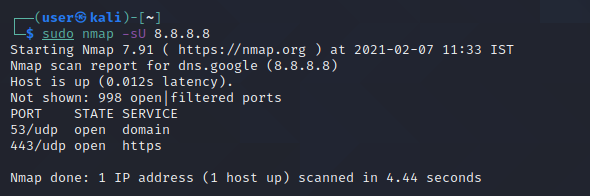 (user㉿kali)-[~]
$ sudo nmap -sU 8.8.8.8
Starting Nmap 7.91 ( https://nmap.org ) at 2021-02-07 11:33 IST
Nmap scan report for dns.google (8.8.8.8)
Host is up (0.012s latency).
Not shown: 998 open|filtered ports
PORT    STATE SERVICE
53/udp  open  domain
443/udp open  https
Nmap done: 1 IP address (1 host up) scanned in 4.44 seconds